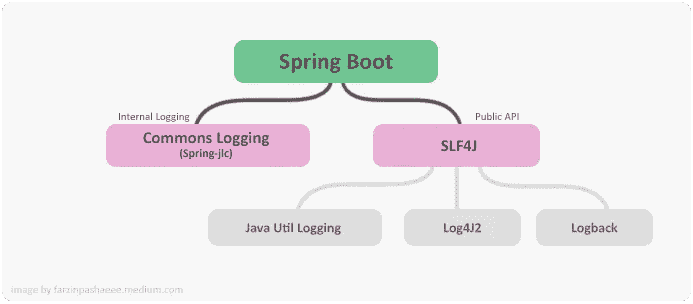 Spring Boot
Internal Logging
Public API
Commons Logging
(Spring-jlc)
SLF4J
Java Util Logging
Log4J2
Logback
image by farzinpashaeee.medium.com